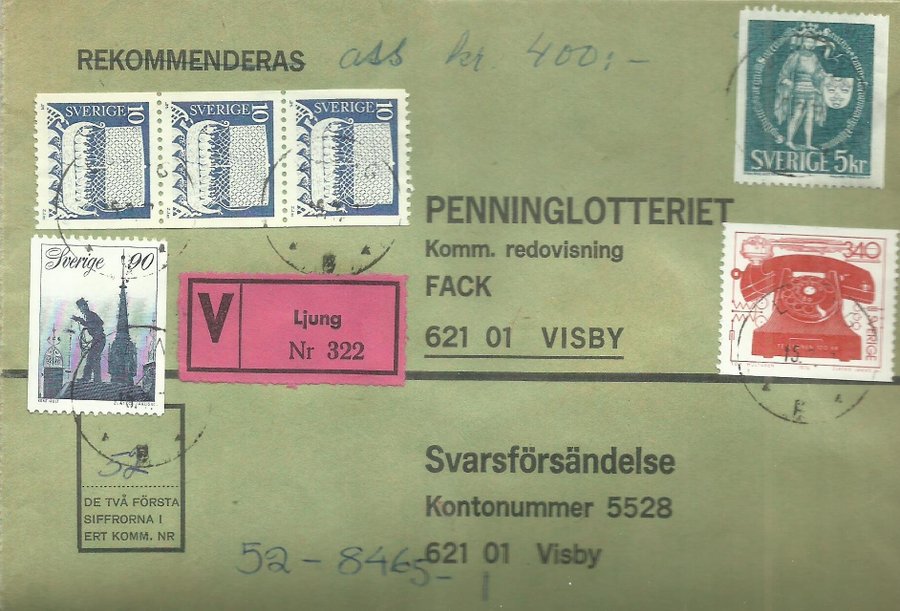 REKOMMENDERAS
ass kr. 400:-
SVERIGE 10
SVERIGE 10
SVERIGE 10
SVERIGE 5kr
PENNINGLOTTERIET
Komm. redovisning
FACK
621 01 VISBY
340
SVERIGE
Sverige 90
V
Ljung
Nr 322
52
DE TVÅ FÖRSTA
SIFFRORNA I
ERT KOMM. NR
Svarsförsändelse
Kontonummer 5528
621 01 Visby
52-8465-1